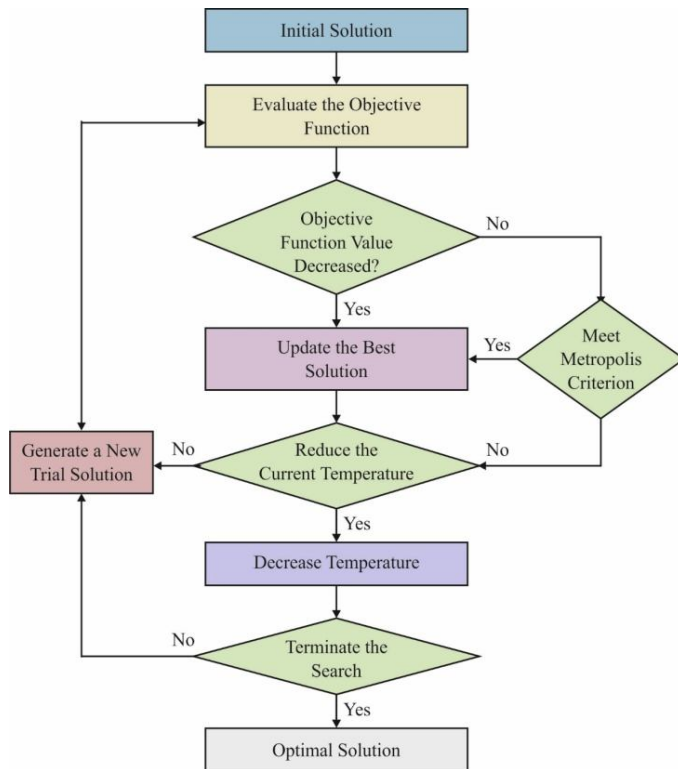 Initial Solution
Evaluate the Objective
Function
Objective
Function Value
Decreased?
No
Yes
Update the Best
Solution
Yes
Meet
Metropolis
Criterion
Generate a New
Trial Solution
No
Reduce the
Current Temperature
No
Yes
Decrease Temperature
No
Terminate the
Search
Yes
Optimal Solution